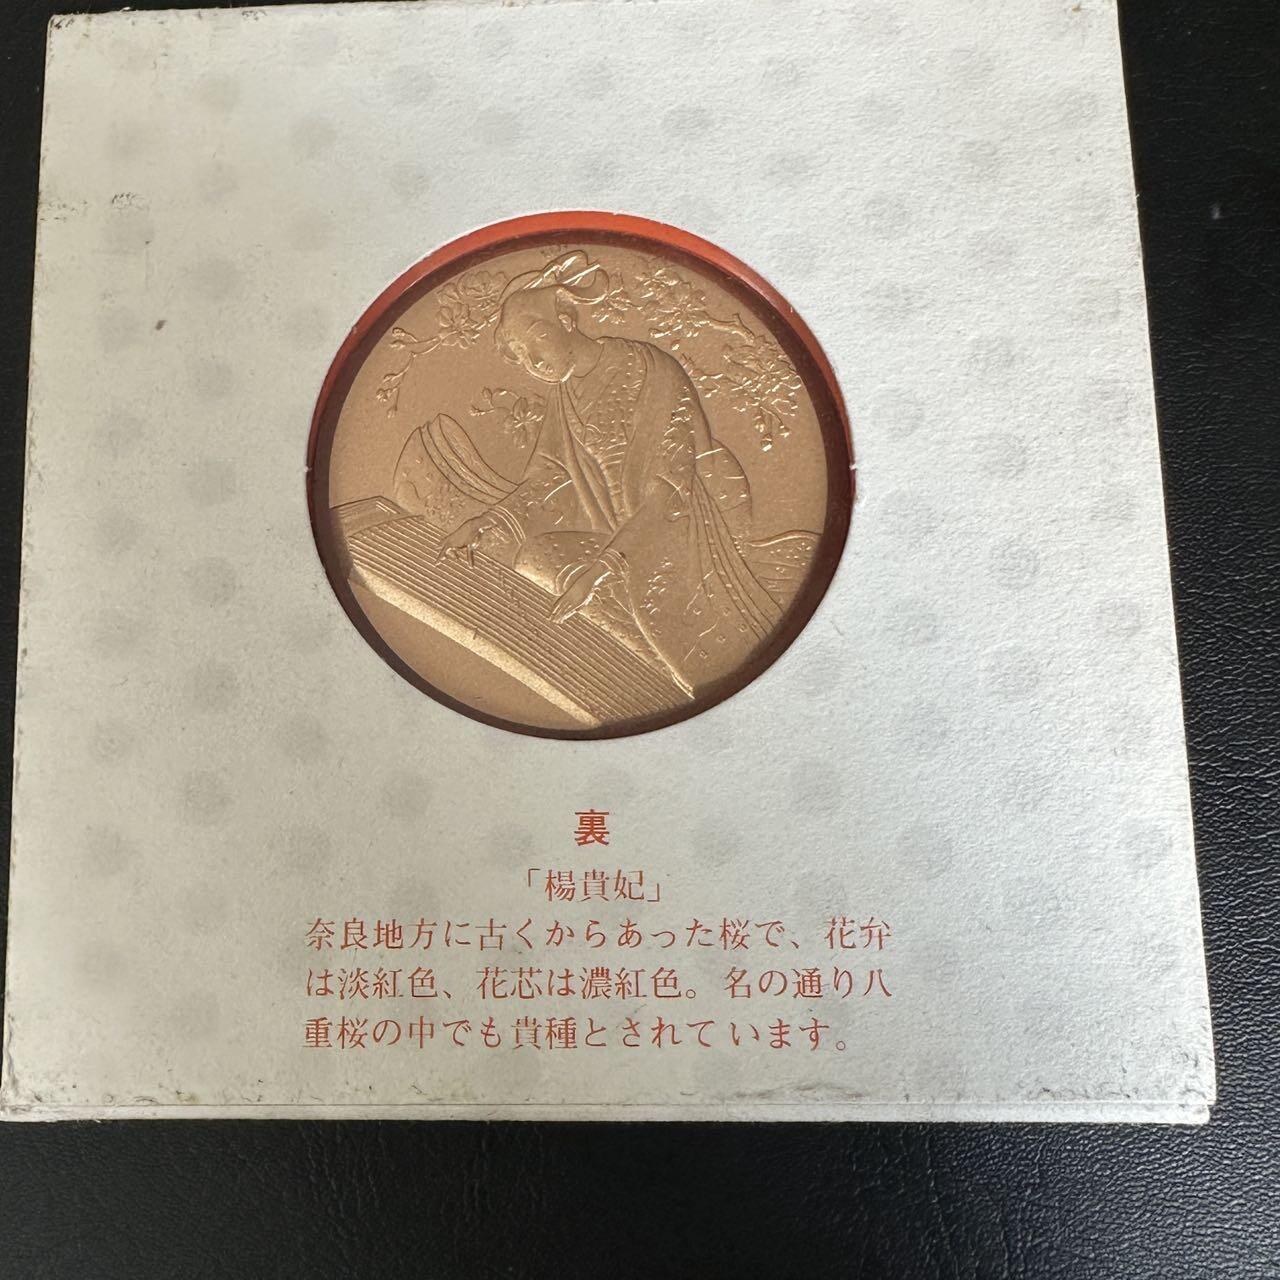 裏
「楊貴妃」
奈良地方に古くからあった桜で、花弁
は淡紅色、花芯は濃紅色。名の通り八
重桜の中でも貴種とされています。